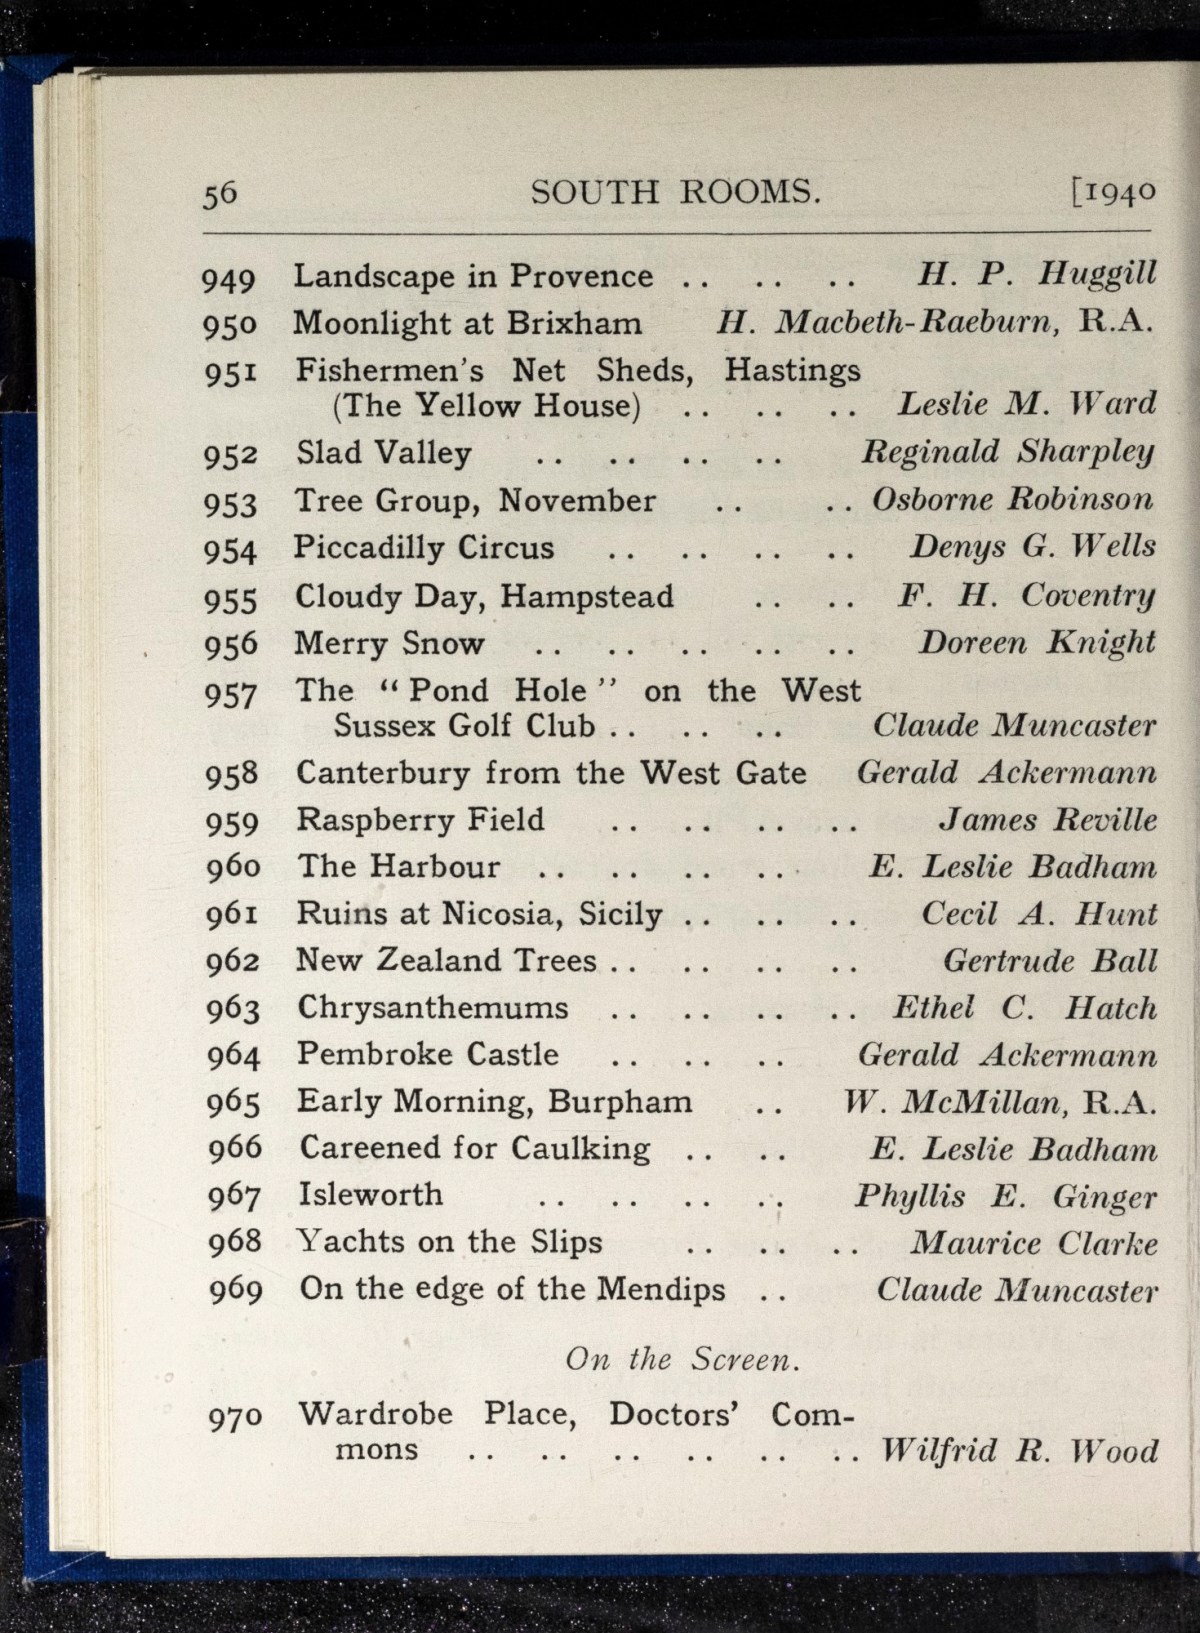 56 SOUTH ROOMS. [1940
949 Landscape in Provence .. .. .. H. P. Huggill
950 Moonlight at Brixham H. Macbeth-Raeburn, R.A.
951 Fishermen's Net Sheds, Hastings
(The Yellow House) .. .. .. Leslie M. Ward
952 Slad Valley .. .. .. .. Reginald Sharpley
953 Tree Group, November .. .. Osborne Robinson
954 Piccadilly Circus .. .. .. .. Denys G. Wells
955 Cloudy Day, Hampstead .. .. F. H. Coventry
956 Merry Snow .. .. .. .. .. Doreen Knight
957 The "Pond Hole" on the West
Sussex Golf Club .. .. .. Claude Muncaster
958 Canterbury from the West Gate Gerald Ackermann
959 Raspberry Field .. .. .. .. James Reville
960 The Harbour .. .. .. .. E. Leslie Badham
961 Ruins at Nicosia, Sicily .. .. .. Cecil A. Hunt
962 New Zealand Trees .. .. .. .. Gertrude Ball
963 Chrysanthemums .. .. .. .. Ethel C. Hatch
964 Pembroke Castle .. .. .. Gerald Ackermann
965 Early Morning, Burpham .. W. McMillan, R.A.
966 Careened for Caulking .. .. E. Leslie Badham
967 Isleworth .. .. .. .. Phyllis E. Ginger
968 Yachts on the Slips .. .. .. Maurice Clarke
969 On the edge of the Mendips .. Claude Muncaster
On the Screen.
970 Wardrobe Place, Doctors' Com-
mons .. .. .. .. .. .. Wilfrid R. Wood